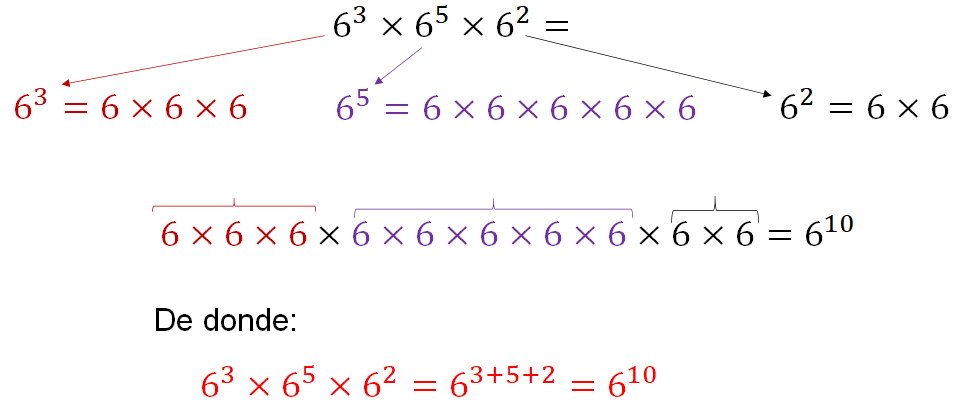 6³ × 6⁵ × 6² =
6³ = 6 × 6 × 6 6⁵ = 6 × 6 × 6 × 6 × 6 6² = 6 × 6
6 × 6 × 6 × 6 × 6 × 6 × 6 × 6 × 6 × 6 = 6¹⁰
De donde:
6³ × 6⁵ × 6² = 6³⁺⁵⁺² = 6¹⁰